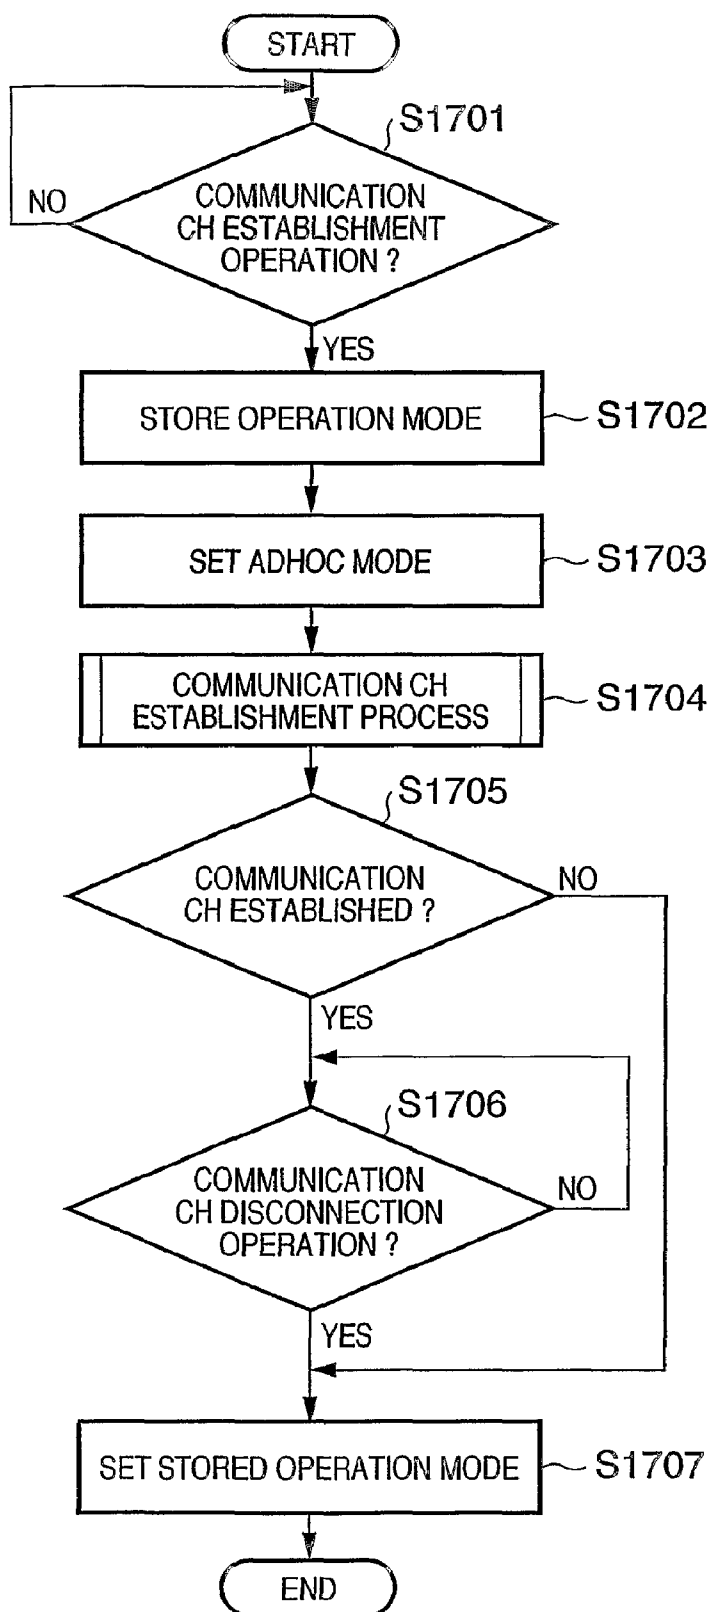 START
S1701
COMMUNICATION
CH ESTABLISHMENT
OPERATION ?
NO
YES
STORE OPERATION MODE
S1702
SET ADHOC MODE
S1703
COMMUNICATION CH
ESTABLISHMENT PROCESS
S1704
S1705
COMMUNICATION
CH ESTABLISHED ?
NO
YES
S1706
COMMUNICATION
CH DISCONNECTION
OPERATION ?
NO
YES
SET STORED OPERATION MODE
S1707
END